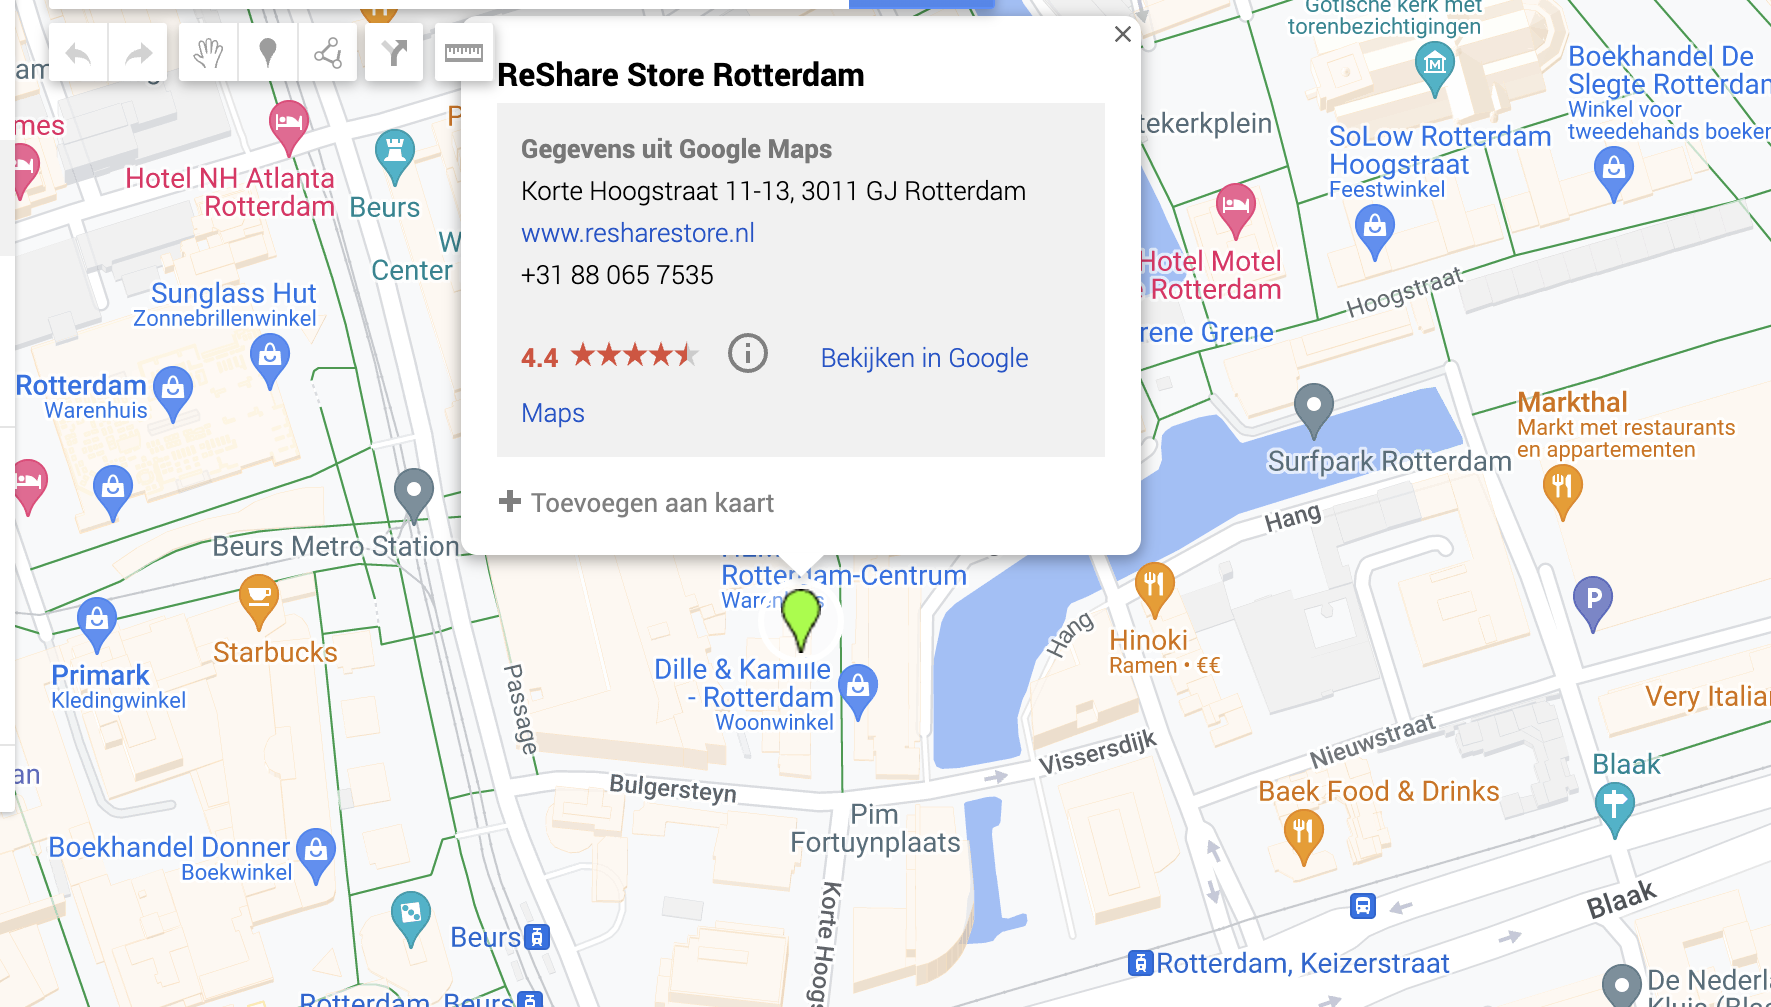 Gotische kerk met
torenbezichtigingen
Boekhandel De
Slegte Rotterdam
Winkel voor
tweedehands boeken
ReShare Store Rotterdam
Gegevens uit Google Maps
Korte Hoogstraat 11-13, 3011 GJ Rotterdam
www.resharestore.nl
+31 88 065 7535
4.4
Bekijken in Google
Maps
Toevoegen aan kaart
tekerkplein
SoLow Rotterdam
Hoogstraat
Feestwinkel
Hotel NH Atlanta
Rotterdam
Beurs
Center
Hotel Motel
Rotterdam
Hoogstraat
rene Grene
Sunglass Hut
Zonnebrillenwinkel
Rotterdam
Warenhuis
Markthal
Markt met restaurants
en appartementen
Surfpark Rotterdam
Hang
Beurs Metro Station
Rotterdam-Centrum
Warenhuis
P
Starbucks
Hang
Hinoki
Ramen • €€
Primark
Kledingwinkel
Passage
Dille & Kamille
- Rotterdam
Woonwinkel
Very Italian
Vissersdijk
Nieuwstraat
Bulgersteyn
Blaak
Baek Food & Drinks
Pim
Fortuynplaats
Boekhandel Donner
Boekwinkel
Korte Hoogs
Blaak
Beurs
Rotterdam, Keizerstraat
De Nederl
Rotterdam, Beurs